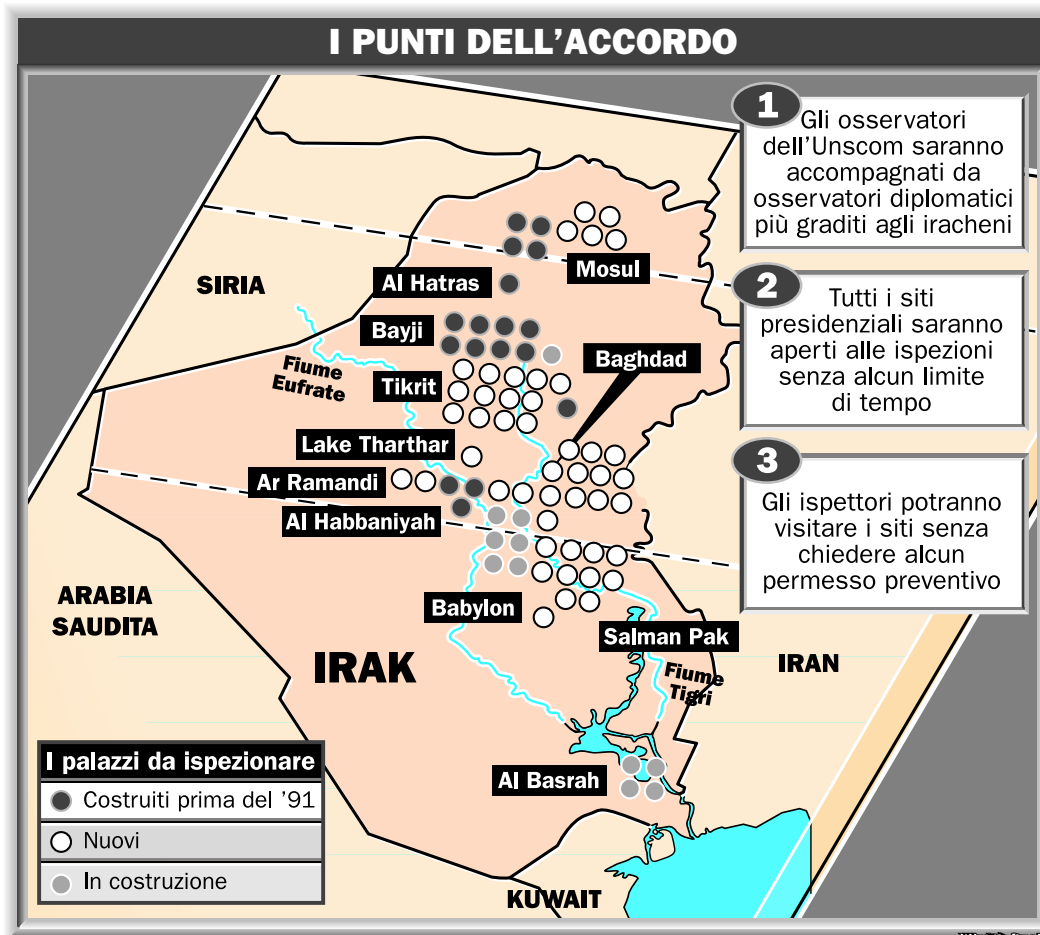 I PUNTI DELL’ACCORDO
1
Gli osservatori
dell’Unscom saranno
accompagnati da
osservatori diplomatici
più graditi agli iracheni
2
Tutti i siti
presidenziali saranno
aperti alle ispezioni
senza alcun limite
di tempo
3
Gli ispettori potranno
visitare i siti senza
chiedere alcun
permesso preventivo
SIRIA
Mosul
Al Hatras
Bayji
Baghdad
Fiume
Eufrate
Tikrit
Lake Tharthar
Ar Ramandi
Al Habbaniyah
ARABIA
SAUDITA
Babylon
Salman Pak
IRAK
IRAN
Fiume
Tigri
Al Basrah
KUWAIT
I palazzi da ispezionare
Costruiti prima del ’91
Nuovi
In costruzione